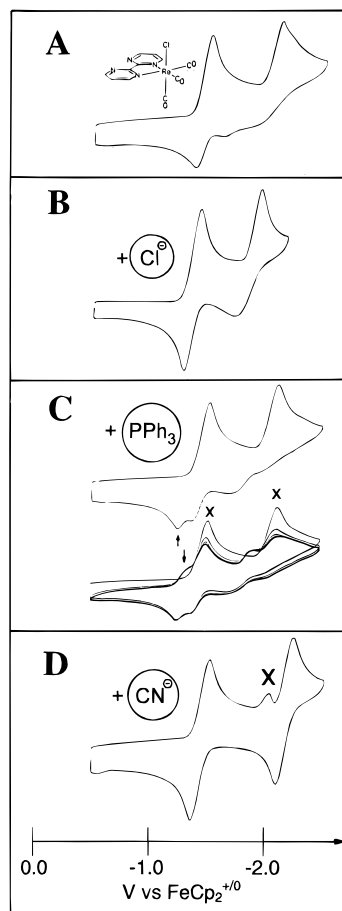 A
Cl
N
N
Re
CO
CO
CO
B
+ Cl⊖
C
+ PPh₃
x
x
D
+ CN⊖
X
0.0 -1.0 -2.0
V vs FeCp₂⁺/⁰